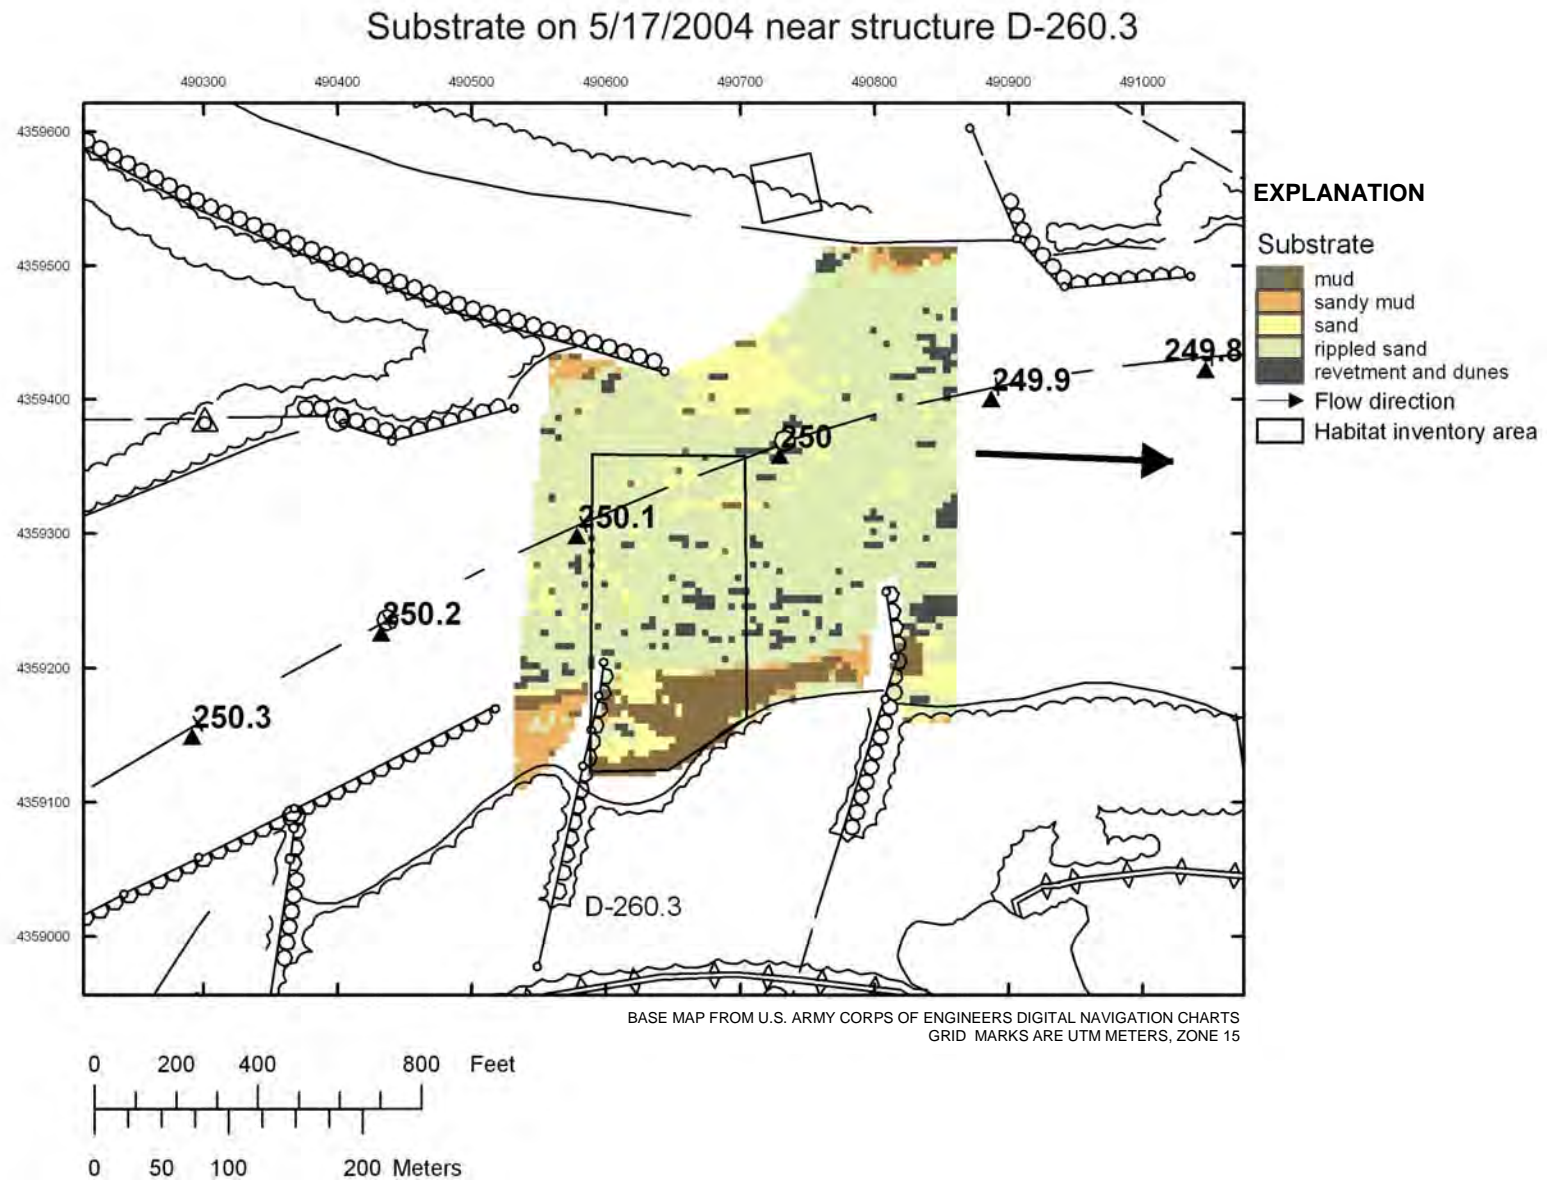 Substrate on 5/17/2004 near structure D-260.3
490300 490400 490500 490600 490700 490800 490900 491000
4359600
4359500
4359400
4359300
4359200
4359100
4359000
249.8
249.9
250
250.1
250.2
250.3
D-260.3
EXPLANATION
Substrate
mud
sandy mud
sand
rippled sand
revetment and dunes
Flow direction
Habitat inventory area
BASE MAP FROM U.S. ARMY CORPS OF ENGINEERS DIGITAL NAVIGATION CHARTS
GRID MARKS ARE UTM METERS, ZONE 15
0 200 400 800 Feet
0 50 100 200 Meters